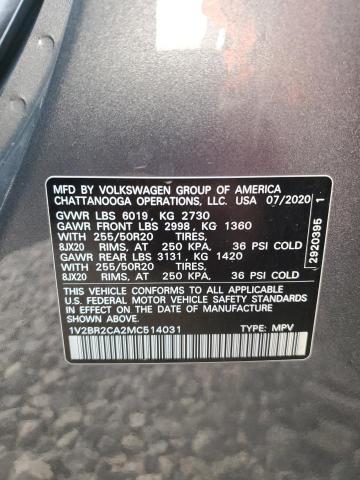 MFD. BY VOLKSWAGEN GROUP OF AMERICA
CHATTANOOGA OPERATIONS, LLC. USA 07/2020
GVWR LBS 6019, KG 2730
GAWR FRONT LBS 2998, KG 1360
WITH 255/50R20 TIRES,
8JX20 RIMS, AT 250 KPA, 36 PSI COLD
GAWR REAR LBS 3131, KG 1420
WITH 255/50R20 TIRES,
8JX20 RIMS, AT 250 KPA, 36 PSI COLD
THIS VEHICLE CONFORMS TO ALL APPLICABLE
U.S. FEDERAL MOTOR VEHICLE SAFETY STANDARDS
IN EFFECT ON THE DATE OF MANUFACTURE
SHOWN ABOVE.
1V2BR2CA2MC514031 TYPE: MPV
2920395 1